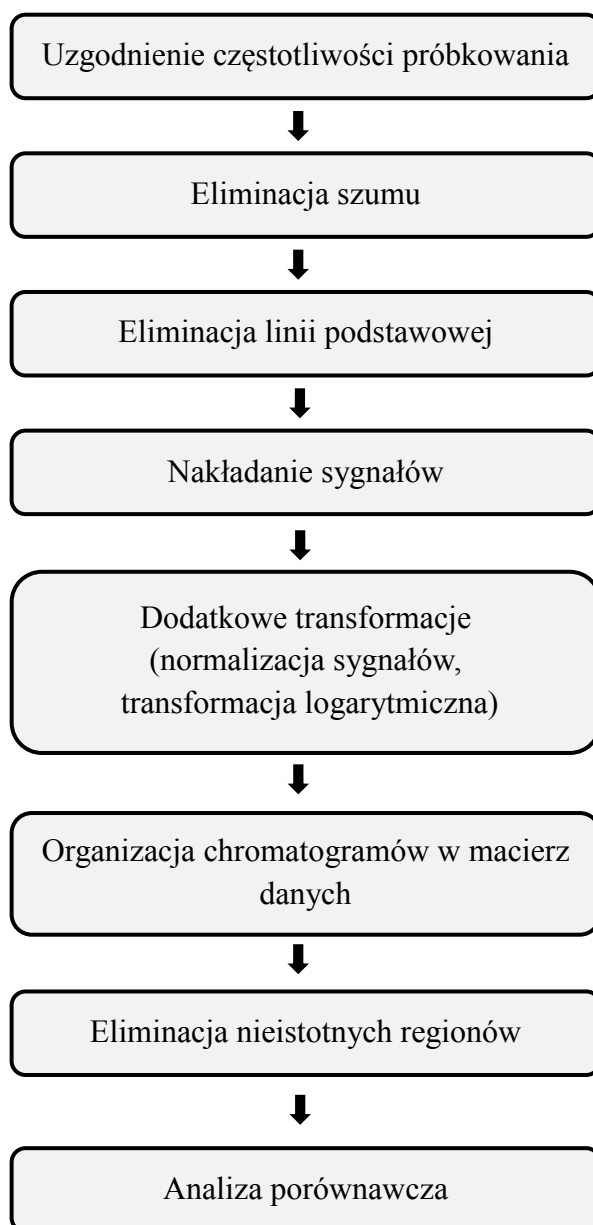 Uzgodnienie częstotliwości próbkowania
Eliminacja szumu
Eliminacja linii podstawowej
Nakładanie sygnałów
Dodatkowe transformacje
(normalizacja sygnałów,
transformacja logarytmiczna)
Organizacja chromatogramów w macierz
danych
Eliminacja nieistotnych regionów
Analiza porównawcza